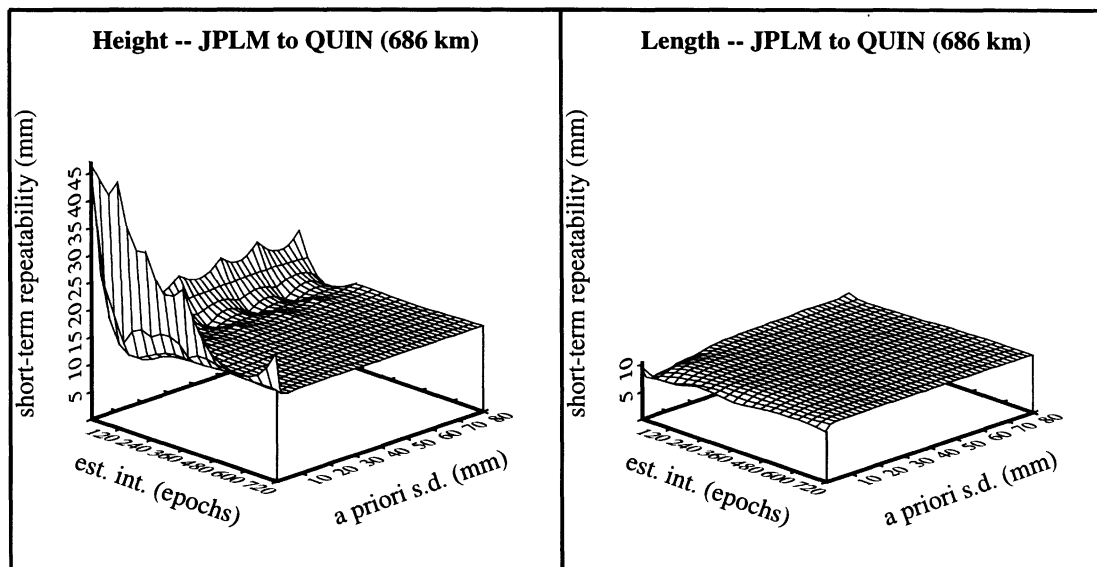 Height -- JPLM to QUIN (686 km)
short-term repeatability (mm)
5 10 15 20 25 30 35 40 45
120 240 360 480 600 720
est. int. (epochs)
10 20 30 40 50 60 70 80
a priori s.d. (mm)
Length -- JPLM to QUIN (686 km)
short-term repeatability (mm)
5 10
120 240 360 480 600 720
est. int. (epochs)
10 20 30 40 50 60 70 80
a priori s.d. (mm)